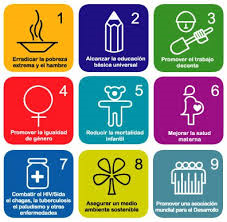 1
Erradicar la pobreza
extrema y el hambre
2
Alcanzar la educación
básica universal
3
Promover el trabajo
decente
4
Promover la igualdad de
género
5
Reducir la mortalidad
infantil
6
Mejorar la salud
materna
7
Combatir el HIV/Sida
el chagas, la tuberculosis
el paludismo y otras
enfermedades
8
Asegurar un medio
ambiente sostenible
9
Promover una asociación
mundial para el Desarrollo